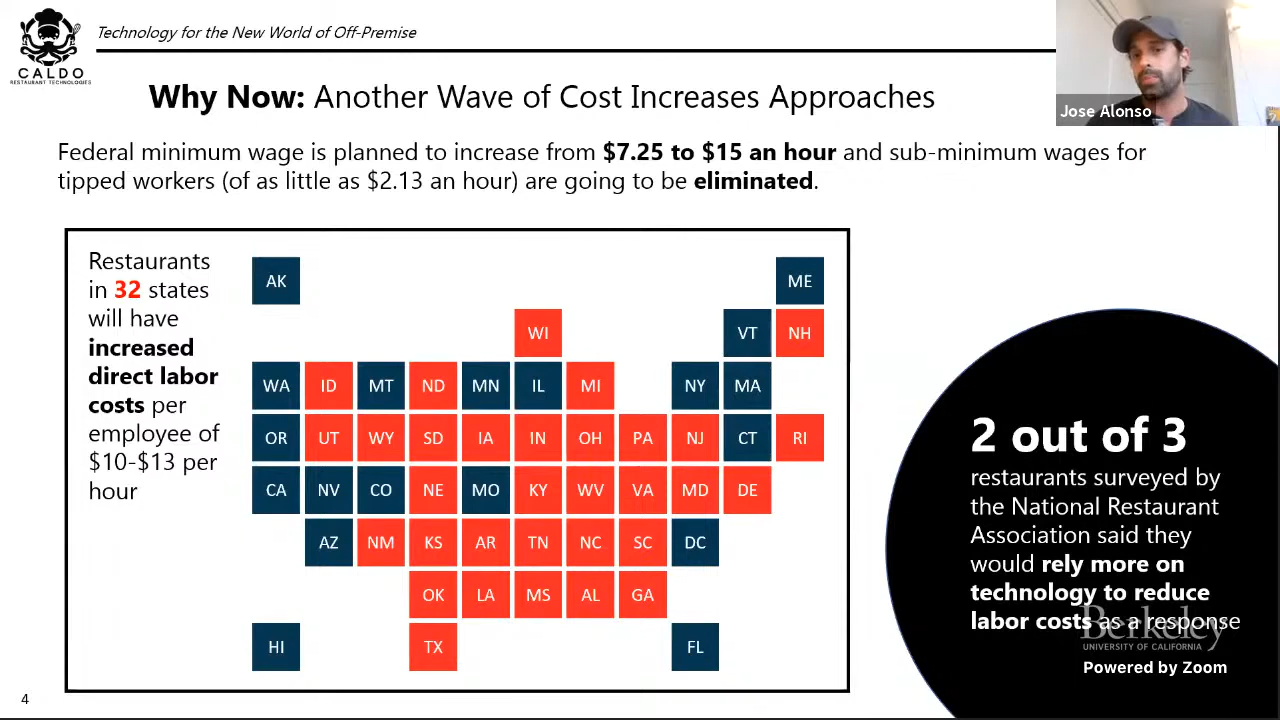 Technology for the New World of Off-Premise
CALDO
RESTAURANT TECHNOLOGIES
Jose Alonso
Why Now: Another Wave of Cost Increases Approaches
Federal minimum wage is planned to increase from $7.25 to $15 an hour and sub-minimum wages for
tipped workers (of as little as $2.13 an hour) are going to be eliminated.
Restaurants
in 32 states
will have
increased
direct labor
costs per
employee of
$10-$13 per
hour
AK ME
WI VT NH
WA ID MT ND MN IL MI NY MA
OR UT WY SD IA IN OH PA NJ CT RI
CA NV CO NE MO KY WV VA MD DE
AZ NM KS AR TN NC SC DC
OK LA MS AL GA
HI TX FL
2 out of 3
restaurants surveyed by
the National Restaurant
Association said they
would rely more on
technology to reduce
labor costs as a response
Berkeley
UNIVERSITY OF CALIFORNIA
Powered by Zoom
4